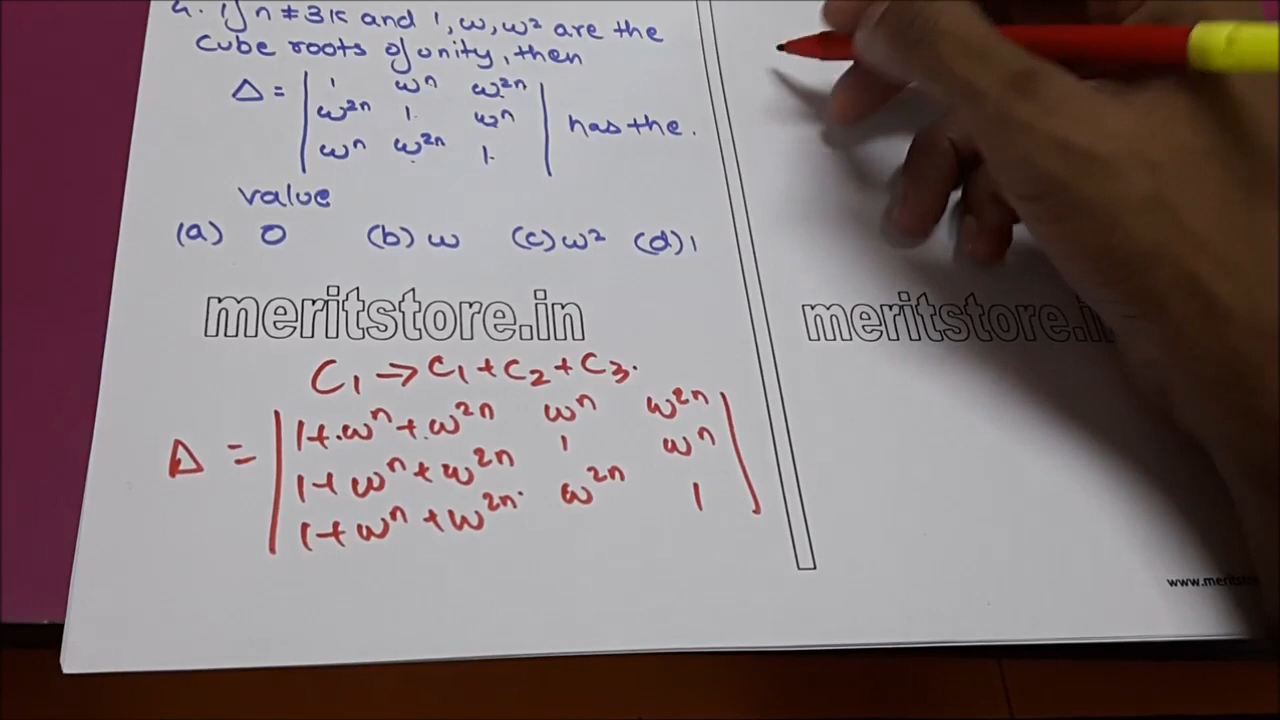 4. If n ≠ 3k and 1, ω, ω² are the
cube roots of unity, then
Δ = | 1 ωⁿ ω²ⁿ |
| ω²ⁿ 1 ωⁿ | has the.
| ωⁿ ω²ⁿ 1 |
value
(a) 0 (b) ω (c) ω² (d) 1
meritstore.in
C₁ → C₁ + C₂ + C₃.
Δ = | 1+ωⁿ+ω²ⁿ ωⁿ ω²ⁿ |
| 1+ωⁿ+ω²ⁿ 1 ωⁿ |
| 1+ωⁿ+ω²ⁿ ω²ⁿ 1 |
meritstore.i
www.merits